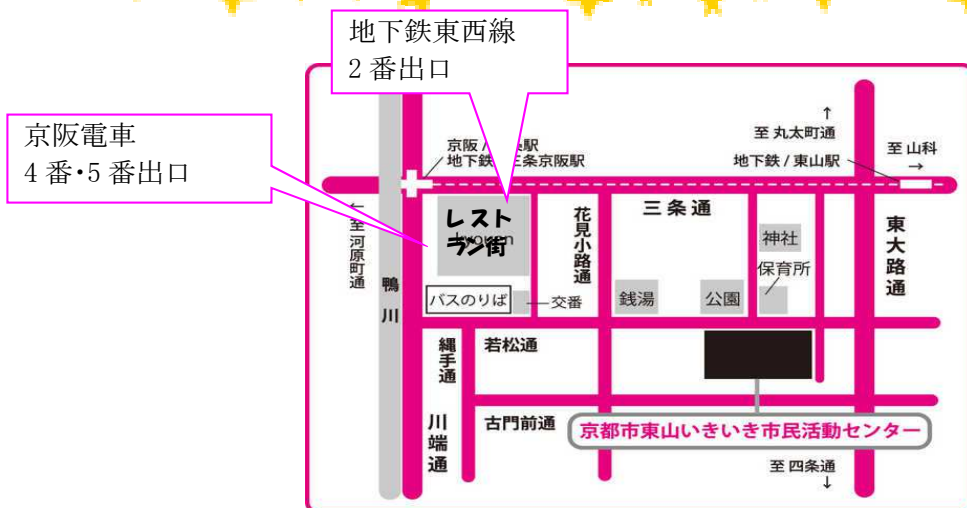 地下鉄東西線
2番出口
京阪電車
4番・5番出口
↑
至 丸太町通
至 山科
→
京阪 /
駅
地下鉄 /
三条京阪駅
地下鉄 / 東山駅
三条通
レスト
ラン街
←至河原町通
鴨川
花見小路通
神社
保育所
東大路通
バスのりば
交番
銭湯
公園
縄手通
若松通
川端通
古門前通
京都市東山いきいき市民活動センター
至 四条通
↓